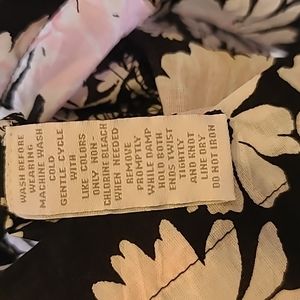 WASH BEFORE
WEARING
MACHINE WASH
COLD
GENTLE CYCLE
WITH
LIKE COLORS
ONLY NON-
CHLORINE BLEACH
WHEN NEEDED
REMOVE
PROMPTLY
WHILE DAMP
HOLD BOTH
ENDS TWIST
TIGHTLY
AND KNOT
LINE DRY
DO NOT IRON